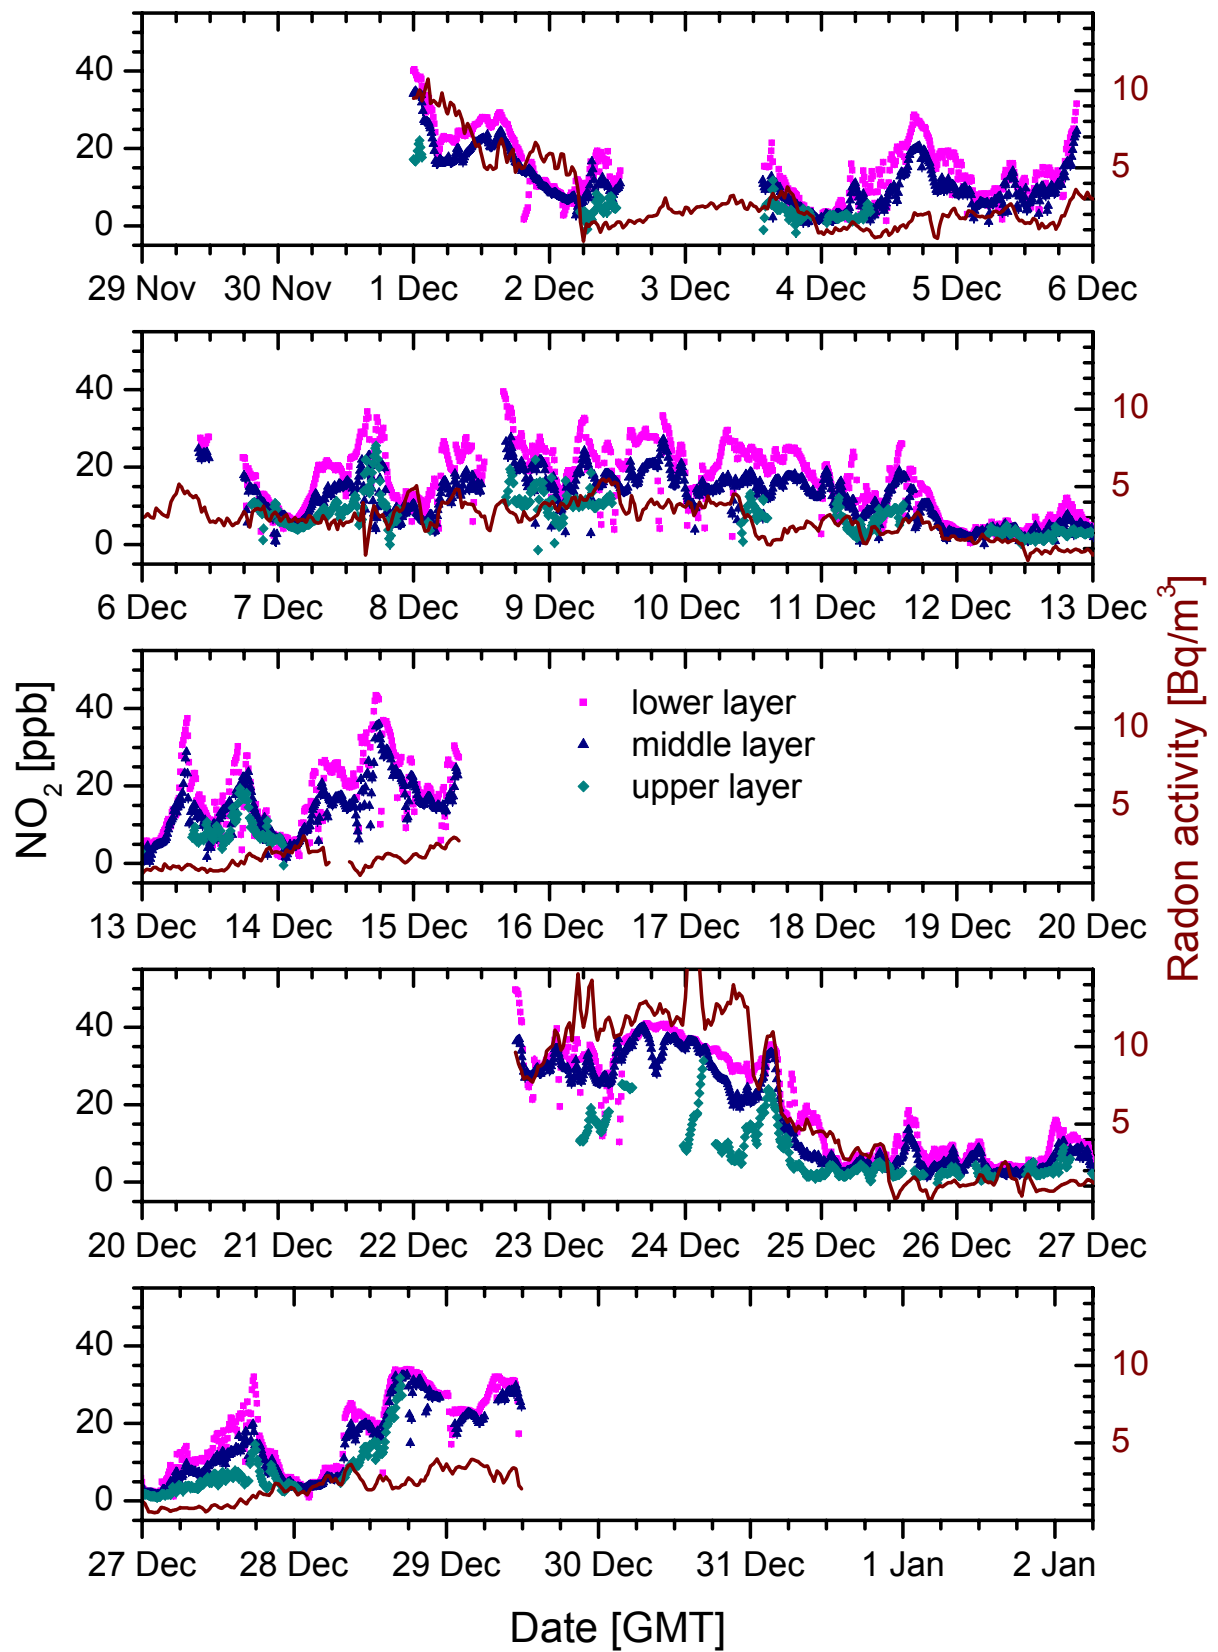 40
20
0
10
5
29 Nov 30 Nov 1 Dec 2 Dec 3 Dec 4 Dec 5 Dec 6 Dec
40
20
0
10
5
6 Dec 7 Dec 8 Dec 9 Dec 10 Dec 11 Dec 12 Dec 13 Dec
NO₂ [ppb]
Radon activity [Bq/m³]
40
20
0
lower layer
middle layer
upper layer
10
5
13 Dec 14 Dec 15 Dec 16 Dec 17 Dec 18 Dec 19 Dec 20 Dec
40
20
0
10
5
20 Dec 21 Dec 22 Dec 23 Dec 24 Dec 25 Dec 26 Dec 27 Dec
40
20
0
10
5
27 Dec 28 Dec 29 Dec 30 Dec 31 Dec 1 Jan 2 Jan
Date [GMT]